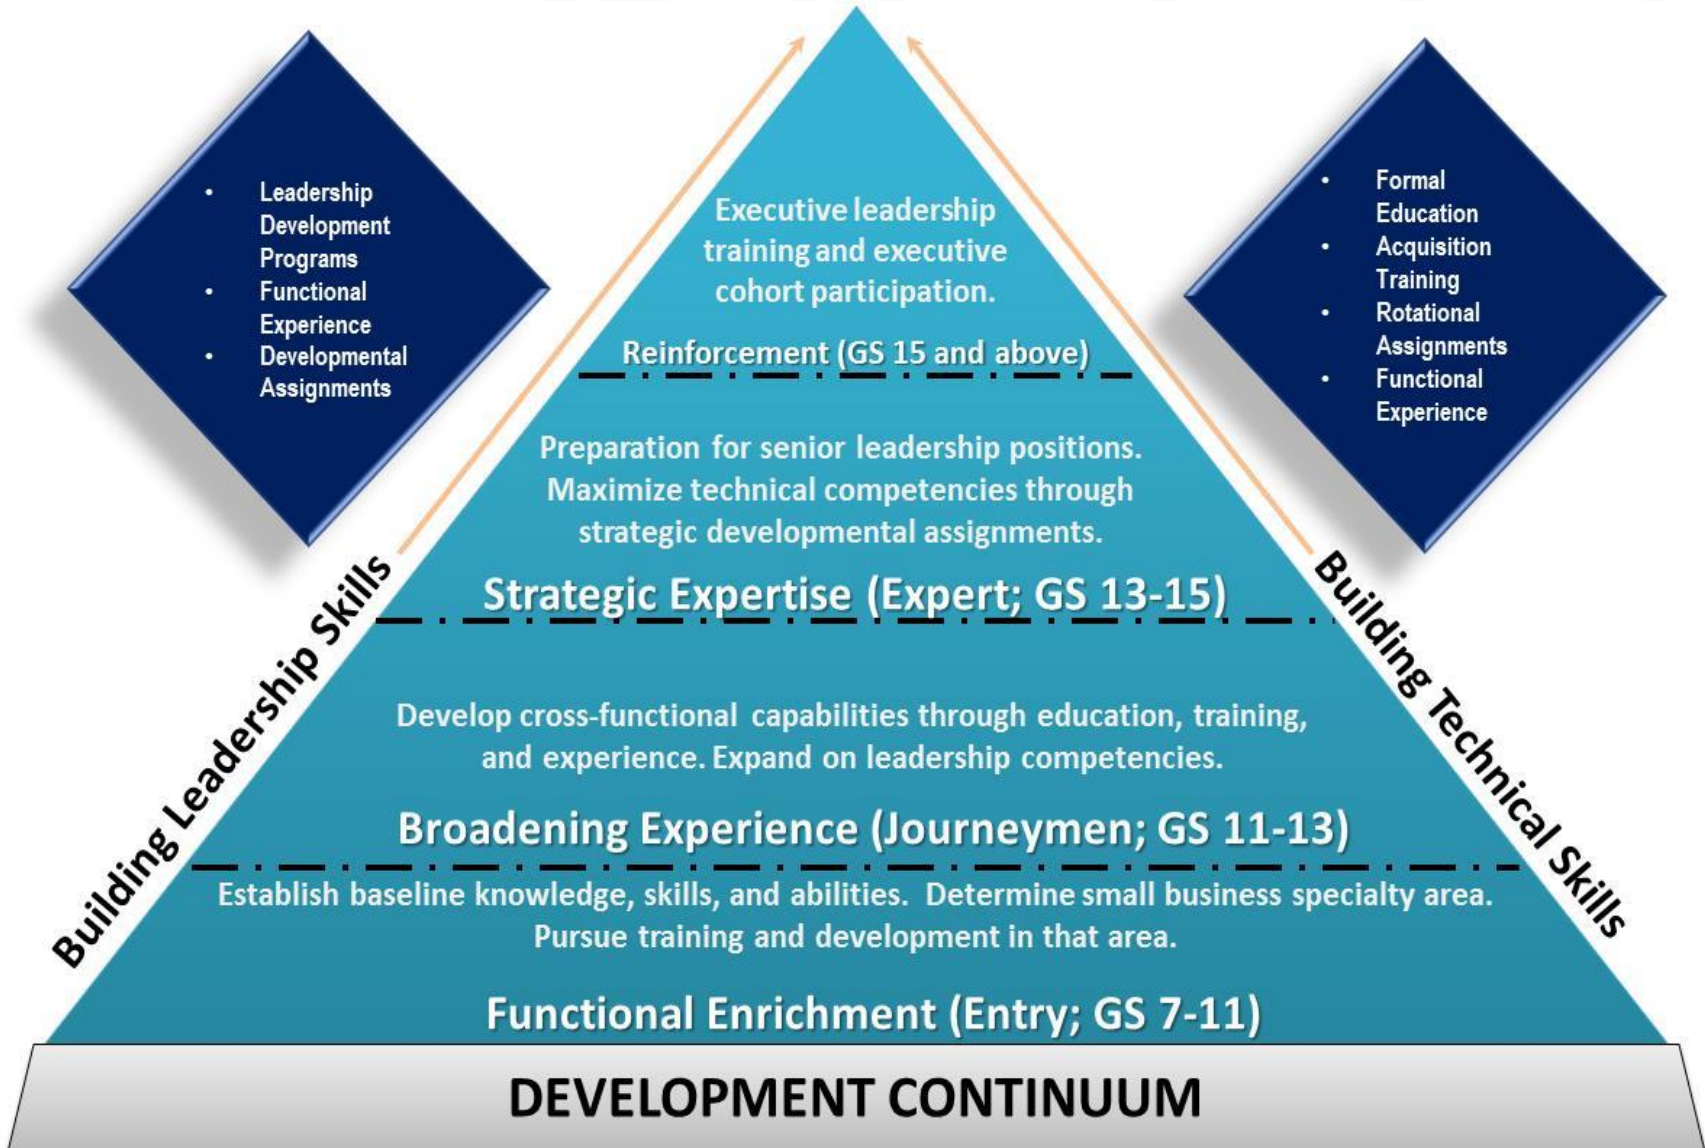 • Leadership
Development
Programs
• Functional
Experience
• Developmental
Assignments
Executive leadership
training and executive
cohort participation.
Reinforcement (GS 15 and above)
• Formal
Education
• Acquisition
Training
• Rotational
Assignments
• Functional
Experience
Preparation for senior leadership positions.
Maximize technical competencies through
strategic developmental assignments.
Strategic Expertise (Expert; GS 13-15)
Building Leadership Skills
Building Technical Skills
Develop cross-functional capabilities through education, training,
and experience. Expand on leadership competencies.
Broadening Experience (Journeymen; GS 11-13)
Establish baseline knowledge, skills, and abilities. Determine small business specialty area.
Pursue training and development in that area.
Functional Enrichment (Entry; GS 7-11)
DEVELOPMENT CONTINUUM